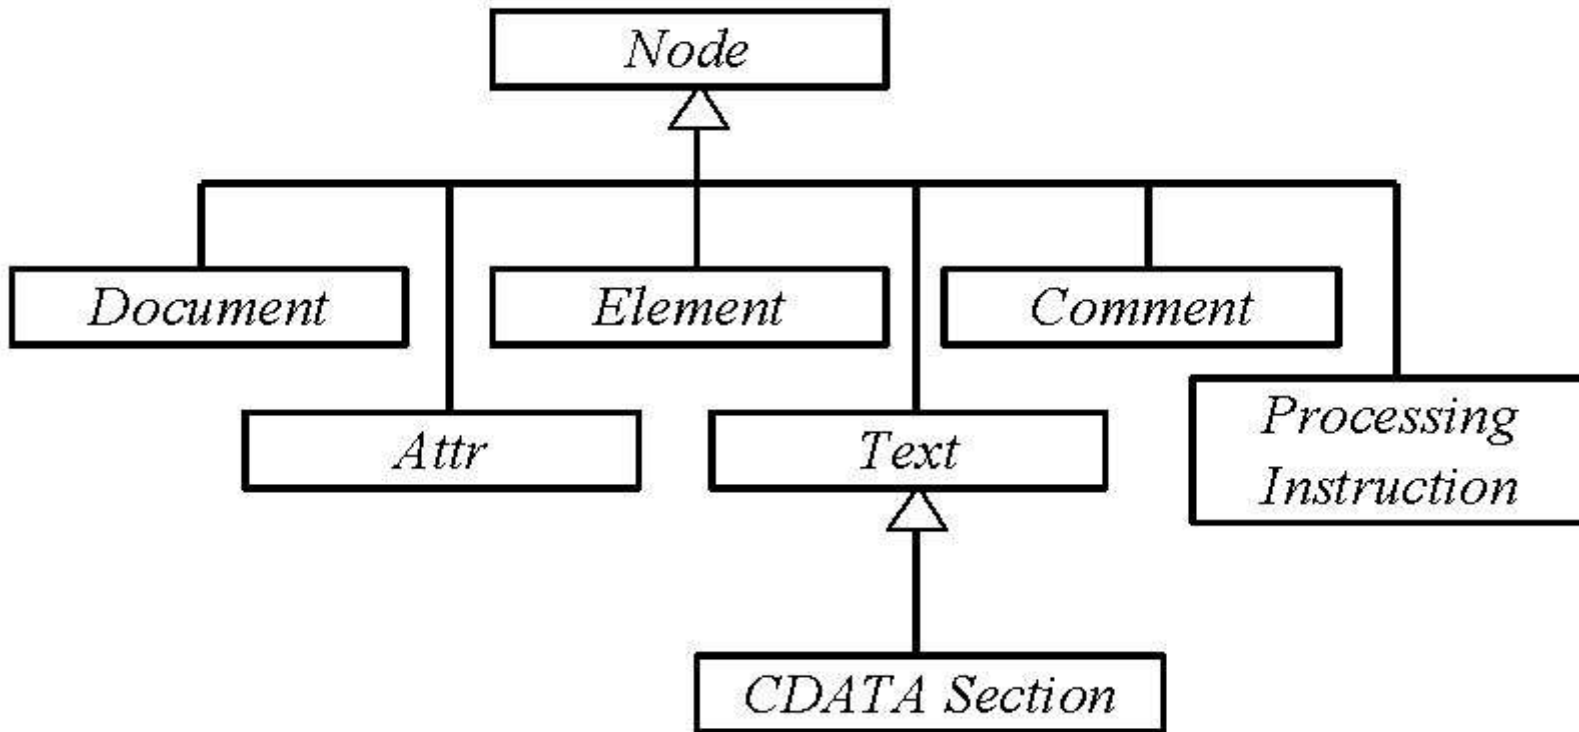 Node
Document
Element
Comment
Attr
Text
Processing
Instruction
CDATA Section